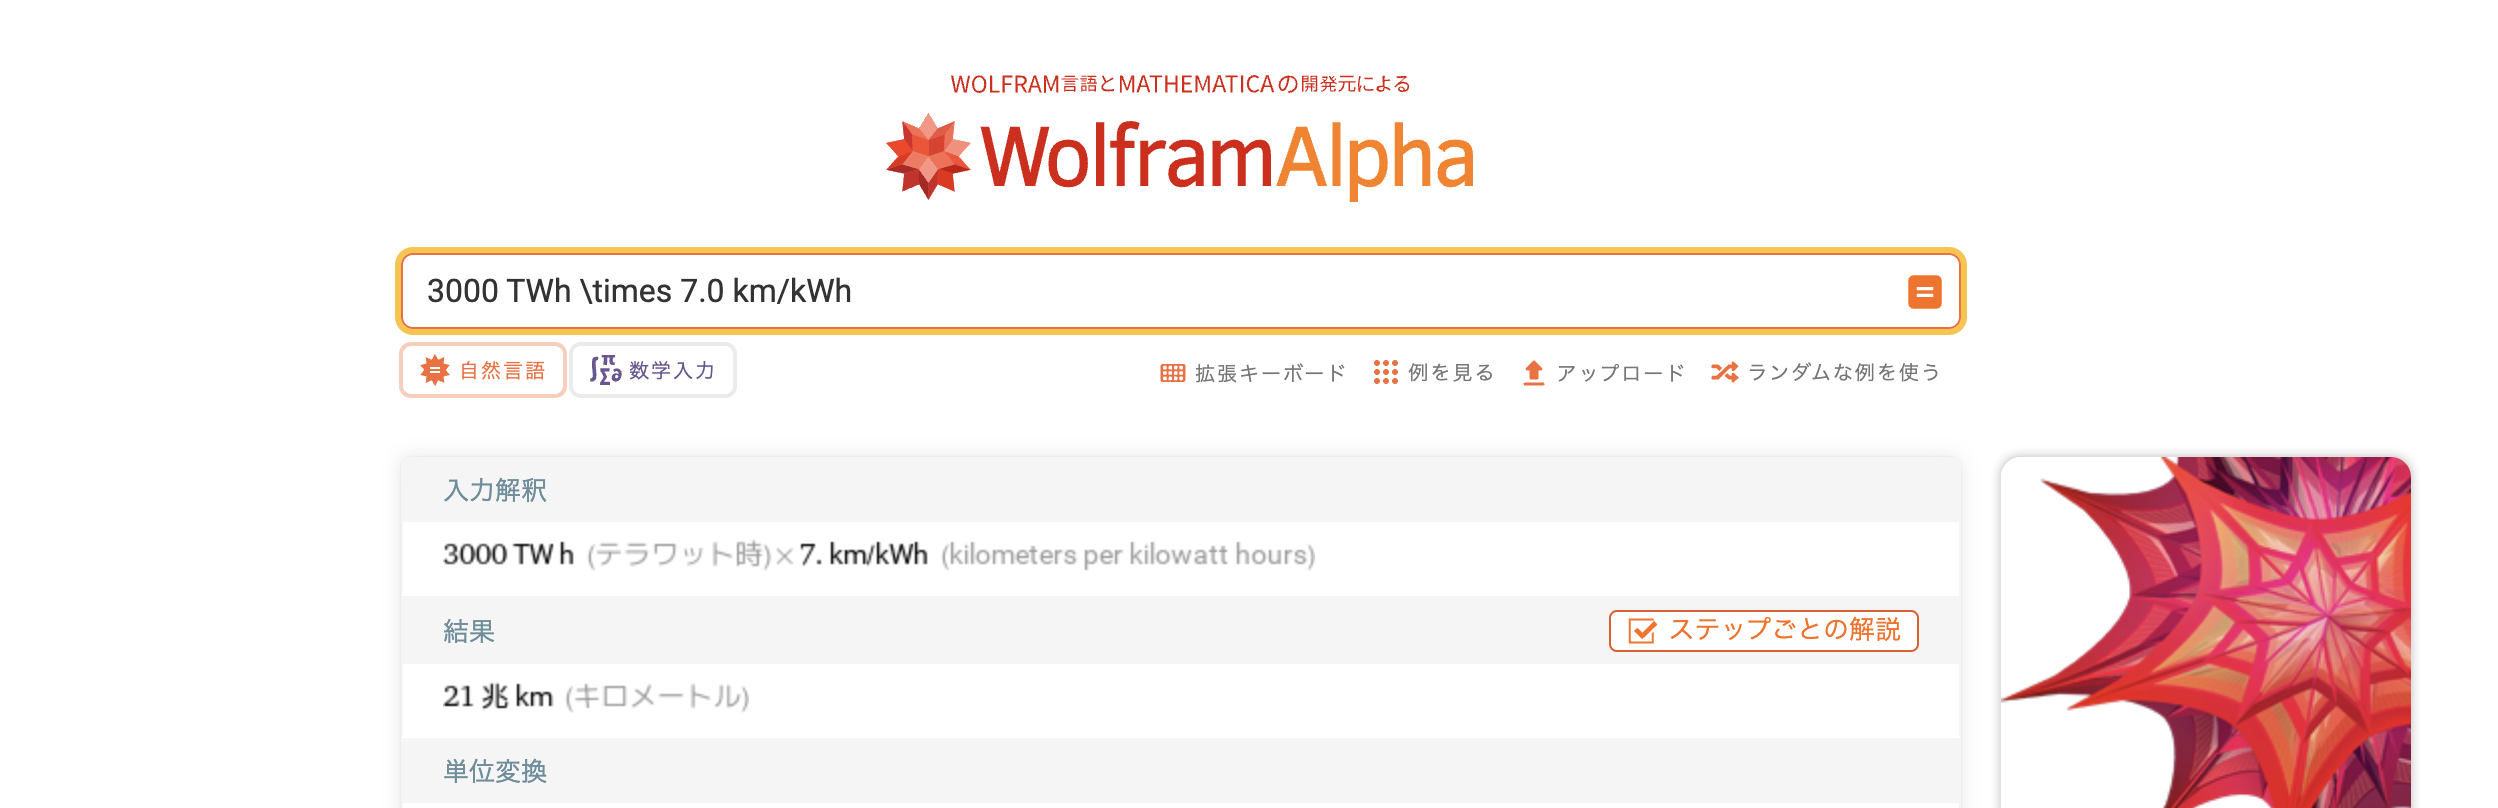 WOLFRAM言語とMATHEMATICAの開発元による
WolframAlpha
3000 TWh \times 7.0 km/kWh
=
自然言語
数学入力
拡張キーボード
例を見る
アップロード
ランダムな例を使う
入力解釈
3000 TW h (テラワット時)×7. km/kWh (kilometers per kilowatt hours)
結果
ステップごとの解説
21 兆 km (キロメートル)
単位変換